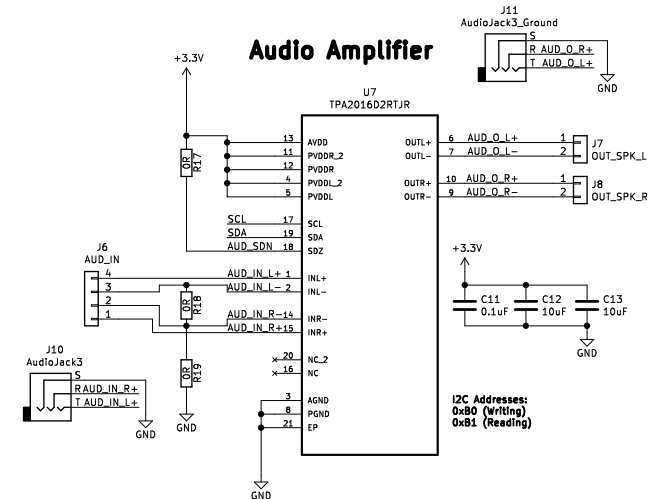 Audio Amplifier
J11
AudioJack3_Ground
S
R AUD_O_R+
T AUD_O_L+
GND
+3.3V
U7
TPA2016D2RTJR
0R
R17
13 AVDD
11 PVDDR_2
12 PVDDR
4 PVDDL_2
5 PVDDL
SCL 17 SCL
SDA 19 SDA
AUD_SDN 18 SDZ
OUTL+ 6 AUD_O_L+ 1
OUTL- 7 AUD_O_L- 2
J7
OUT_SPK_L
OUTR+ 10 AUD_O_R+ 1
OUTR- 9 AUD_O_R- 2
J8
OUT_SPK_R
J6
AUD_IN
4
3
2
1
AUD_IN_L+ 1 INL+
AUD_IN_L- 2 INL-
0R
R18
AUD_IN_R- 14 INR-
AUD_IN_R+ 15 INR+
0R
R19
GND
20 NC_2
16 NC
3 AGND
8 PGND
21 EP
GND
+3.3V
C11
0.1uF
C12
10uF
C13
10uF
GND
J10
AudioJack3
S
R AUD_IN_R+
T AUD_IN_L+
GND
I2C Addresses:
0xB0 (Writing)
0xB1 (Reading)